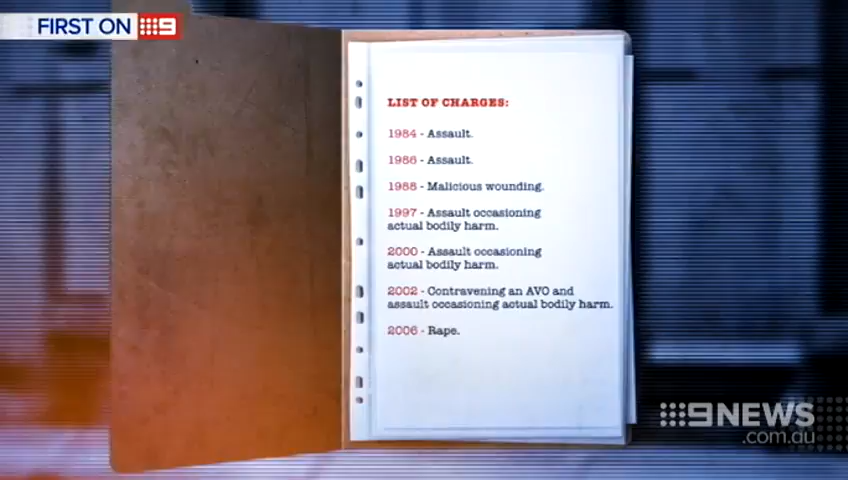 FIRST ON 9
LIST OF CHARGES:
1984 - Assault.
1986 - Assault.
1988 - Malicious wounding.
1997 - Assault occasioning
actual bodily harm.
2000 - Assault occasioning
actual bodily harm.
2002 - Contravening an AVO and
assault occasioning actual bodily harm.
2006 - Rape.
9NEWS
.com.au